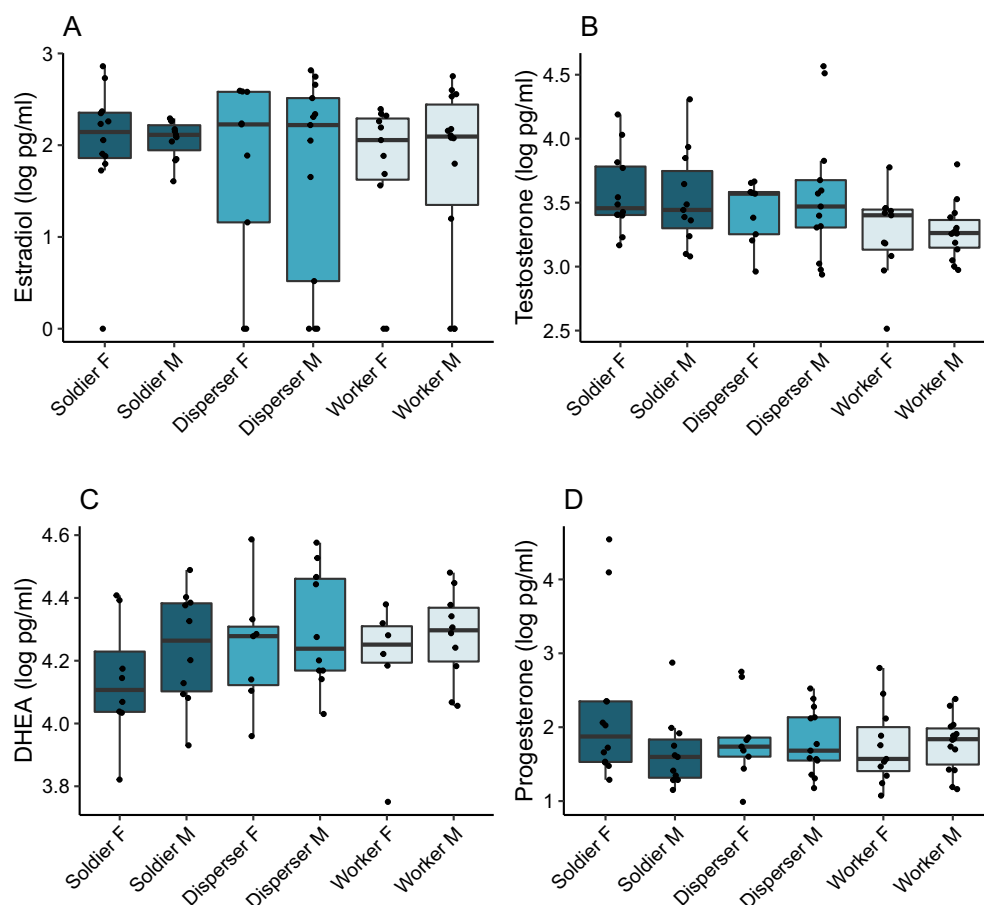 A
Estradiol (log pg/ml)
3
2
1
0
Soldier F
Soldier M
Disperser F
Disperser M
Worker F
Worker M
B
Testosterone (log pg/ml)
4.5
4.0
3.5
3.0
2.5
Soldier F
Soldier M
Disperser F
Disperser M
Worker F
Worker M
C
DHEA (log pg/ml)
4.6
4.4
4.2
4.0
3.8
Soldier F
Soldier M
Disperser F
Disperser M
Worker F
Worker M
D
Progesterone (log pg/ml)
4
3
2
1
Soldier F
Soldier M
Disperser F
Disperser M
Worker F
Worker M